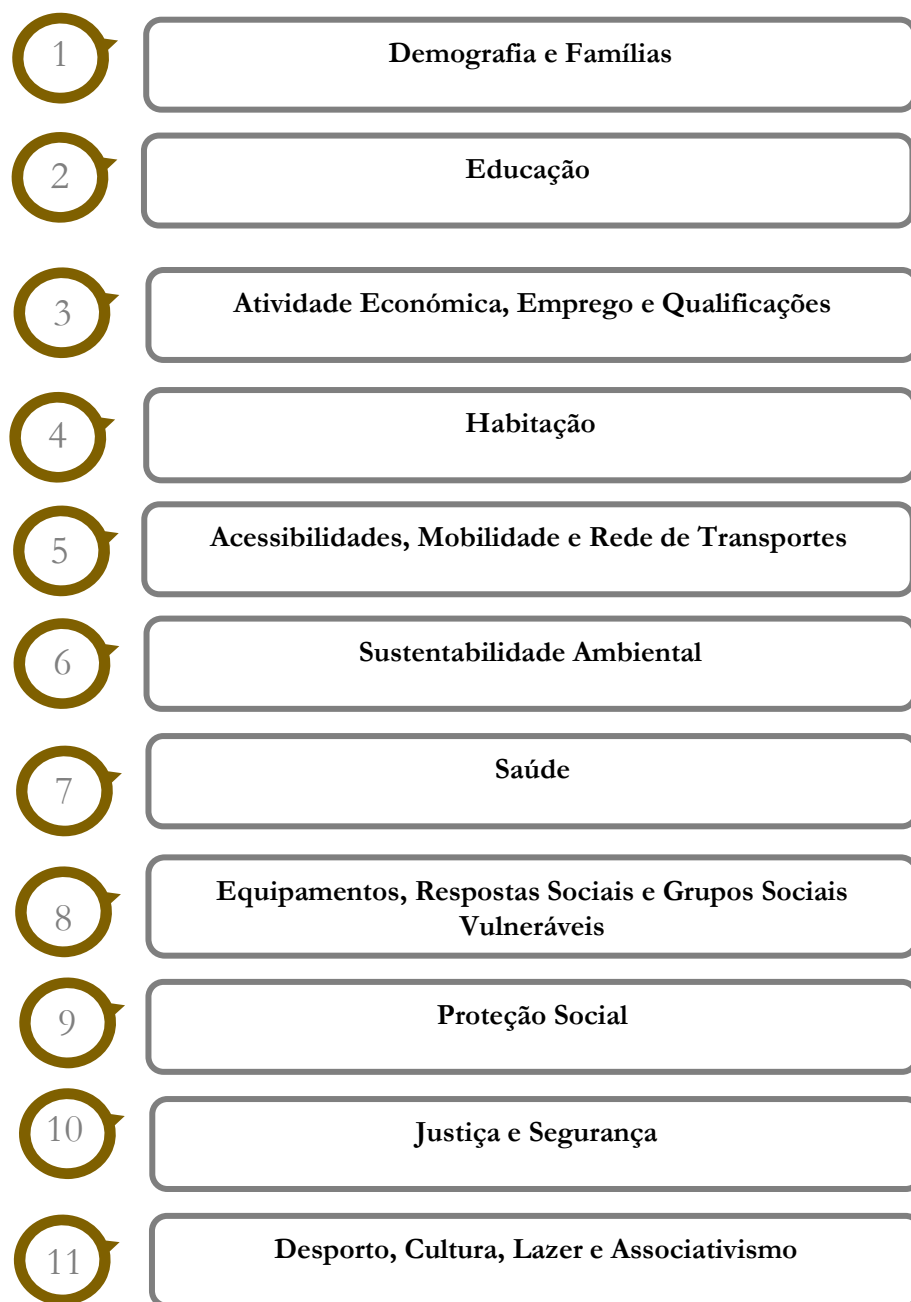 1
Demografia e Famílias
2
Educação
3
Atividade Económica, Emprego e Qualificações
4
Habitação
5
Acessibilidades, Mobilidade e Rede de Transportes
6
Sustentabilidade Ambiental
7
Saúde
8
Equipamentos, Respostas Sociais e Grupos Sociais
Vulneráveis
9
Proteção Social
10
Justiça e Segurança
11
Desporto, Cultura, Lazer e Associativismo